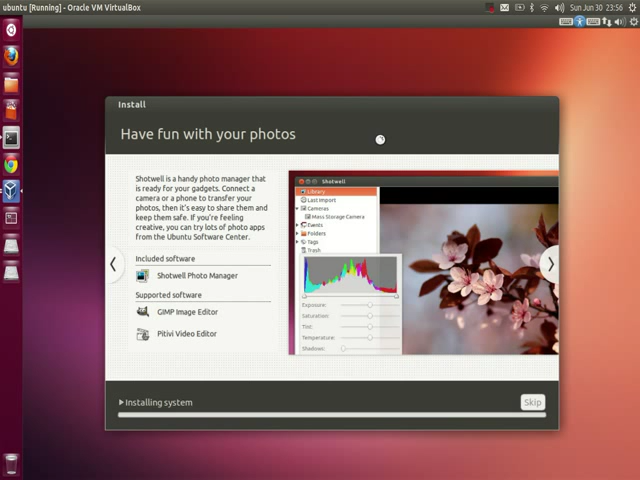 ubuntu [Running] - Oracle VM VirtualBox
Sun Jun 30 23:56
Install
Have fun with your photos
Shotwell is a handy photo manager that
is ready for your gadgets. Connect a
camera or a phone to transfer your
photos, then it's easy to share them and
keep them safe. If you're feeling
creative, you can try lots of photo apps
from the Ubuntu Software Center.
Included software
Shotwell Photo Manager
Supported software
GIMP Image Editor
Pitivi Video Editor
Shotwell
Library
Last Import
Cameras
Mass Storage Camera
Events
Folders
Tags
Trash
Exposure:
Saturation:
Tint:
Temperature:
Shadows:
Installing system
Skip